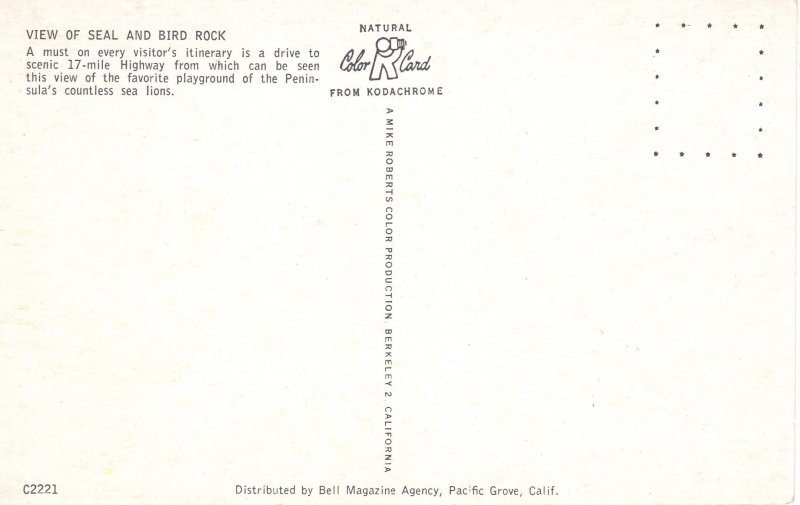 VIEW OF SEAL AND BIRD ROCK
A must on every visitor's itinerary is a drive to
scenic 17-mile Highway from which can be seen
this view of the favorite playground of the Penin-
sula's countless sea lions.
NATURAL
Color Card
FROM KODACHROME
A MIKE ROBERTS COLOR PRODUCTION, BERKELEY 2, CALIFORNIA
C2221
Distributed by Bell Magazine Agency, Pacific Grove, Calif.